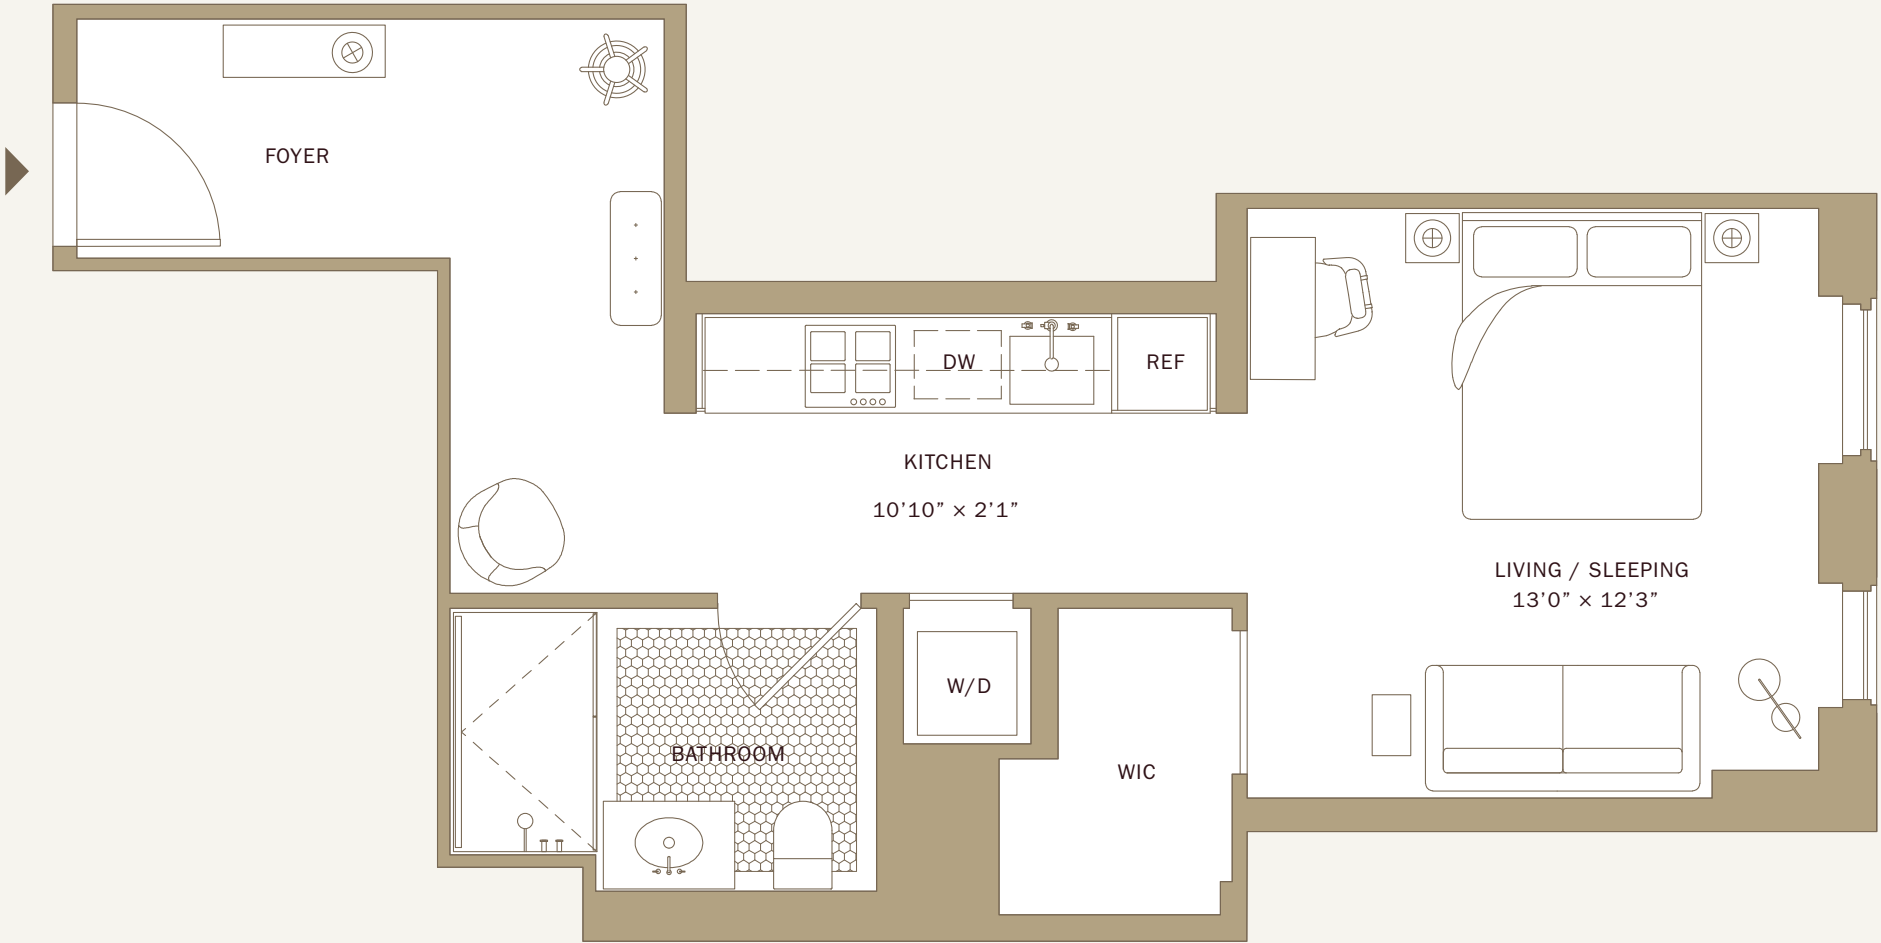 FOYER
DW
REF
KITCHEN
10’10” × 2’1”
LIVING / SLEEPING
13’0” × 12’3”
W/D
BATHROOM
WIC